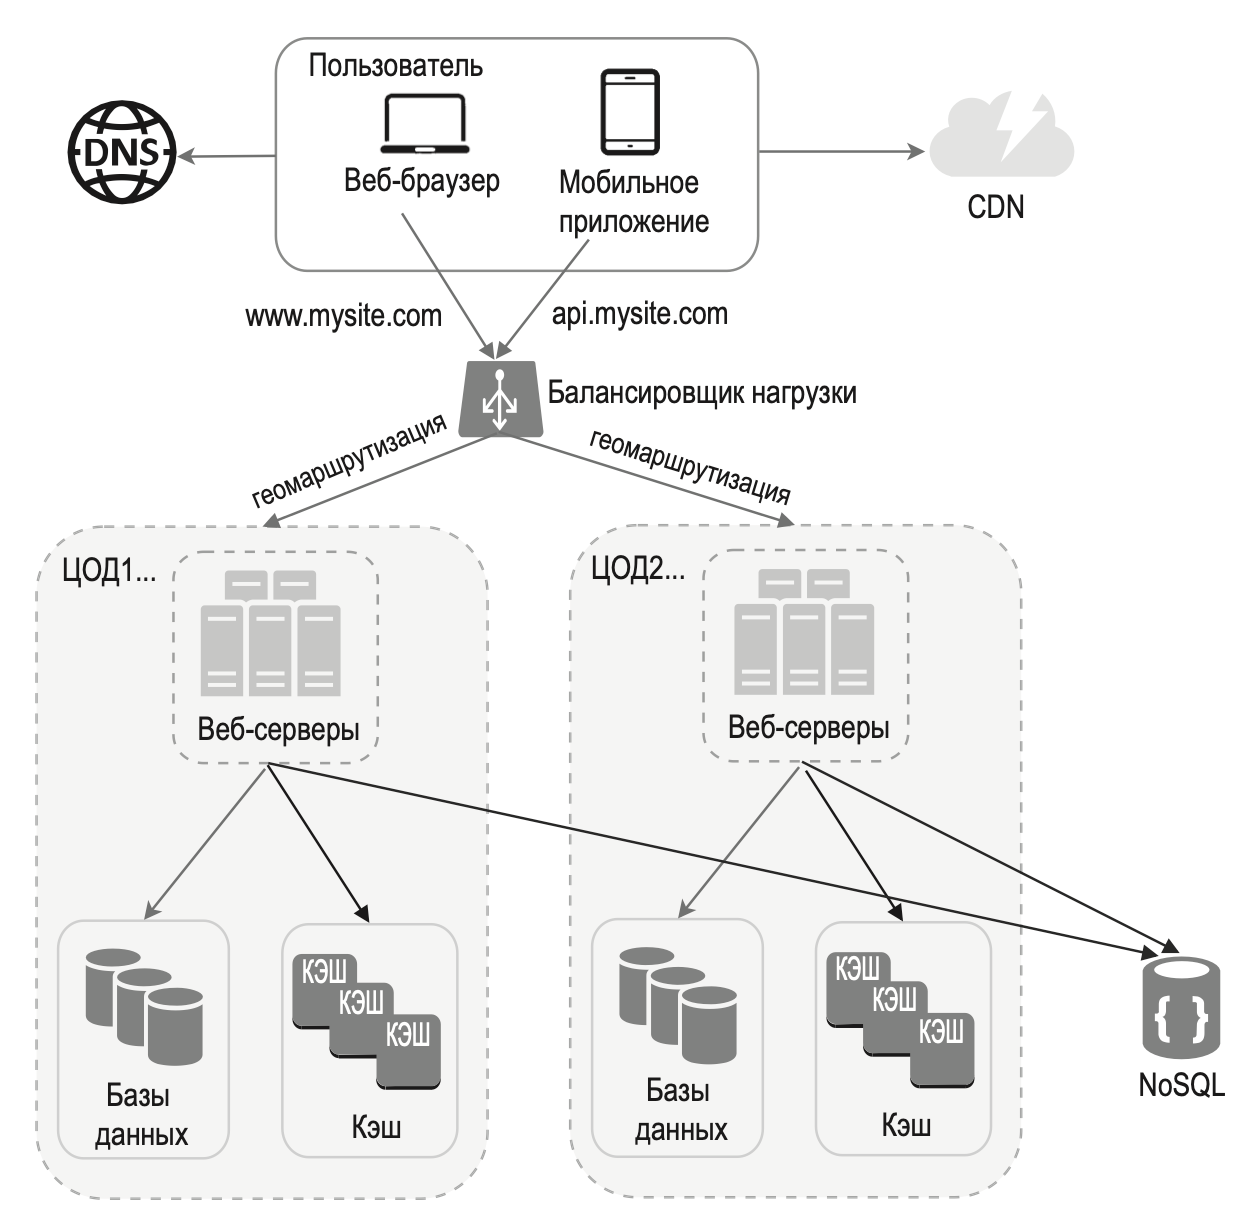 Пользователь
DNS
Веб-браузер
Мобильное
приложение
CDN
www.mysite.com
api.mysite.com
Балансировщик нагрузки
геомаршрутизация
геомаршрутизация
ЦОД1...
Веб-серверы
ЦОД2...
Веб-серверы
Базы
данных
КЭШ
КЭШ
КЭШ
Кэш
Базы
данных
КЭШ
КЭШ
КЭШ
Кэш
{ }
NoSQL